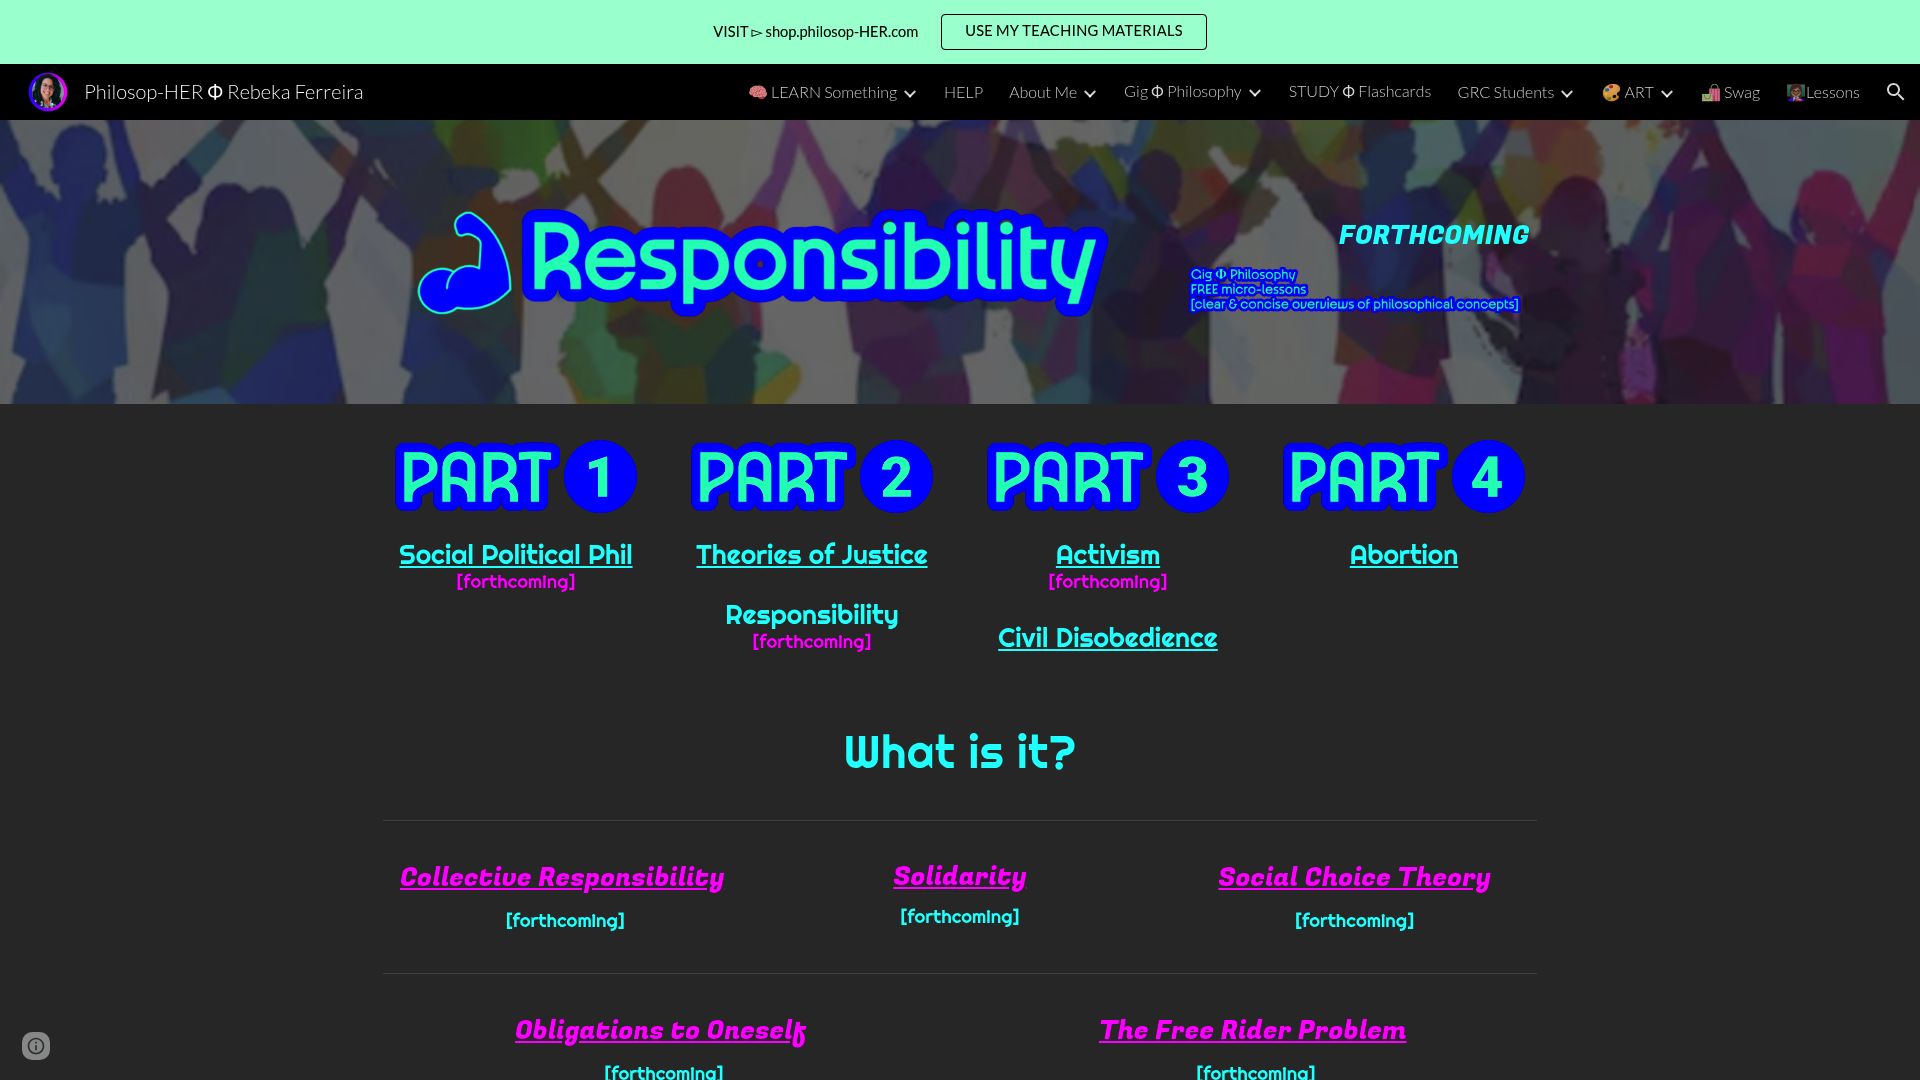 VISIT ▻ shop.philosop-HER.com
USE MY TEACHING MATERIALS
Philosop-HER Φ Rebeka Ferreira
🧠 LEARN Something
HELP
About Me
Gig Φ Philosophy
STUDY Φ Flashcards
GRC Students
🎨 ART
🛍️ Swag
👩🏽‍🏫Lessons
Responsibility
FORTHCOMING
Gig Φ Philosophy
FREE micro-lessons
[clear & concise overviews of philosophical concepts]
PART 1
PART 2
PART 3
PART 4
Social Political Phil
[forthcoming]
Theories of Justice
Responsibility
[forthcoming]
Activism
[forthcoming]
Civil Disobedience
Abortion
What is it?
Collective Responsibility
[forthcoming]
Solidarity
[forthcoming]
Social Choice Theory
[forthcoming]
Obligations to Oneself
[forthcoming]
The Free Rider Problem
[forthcoming]